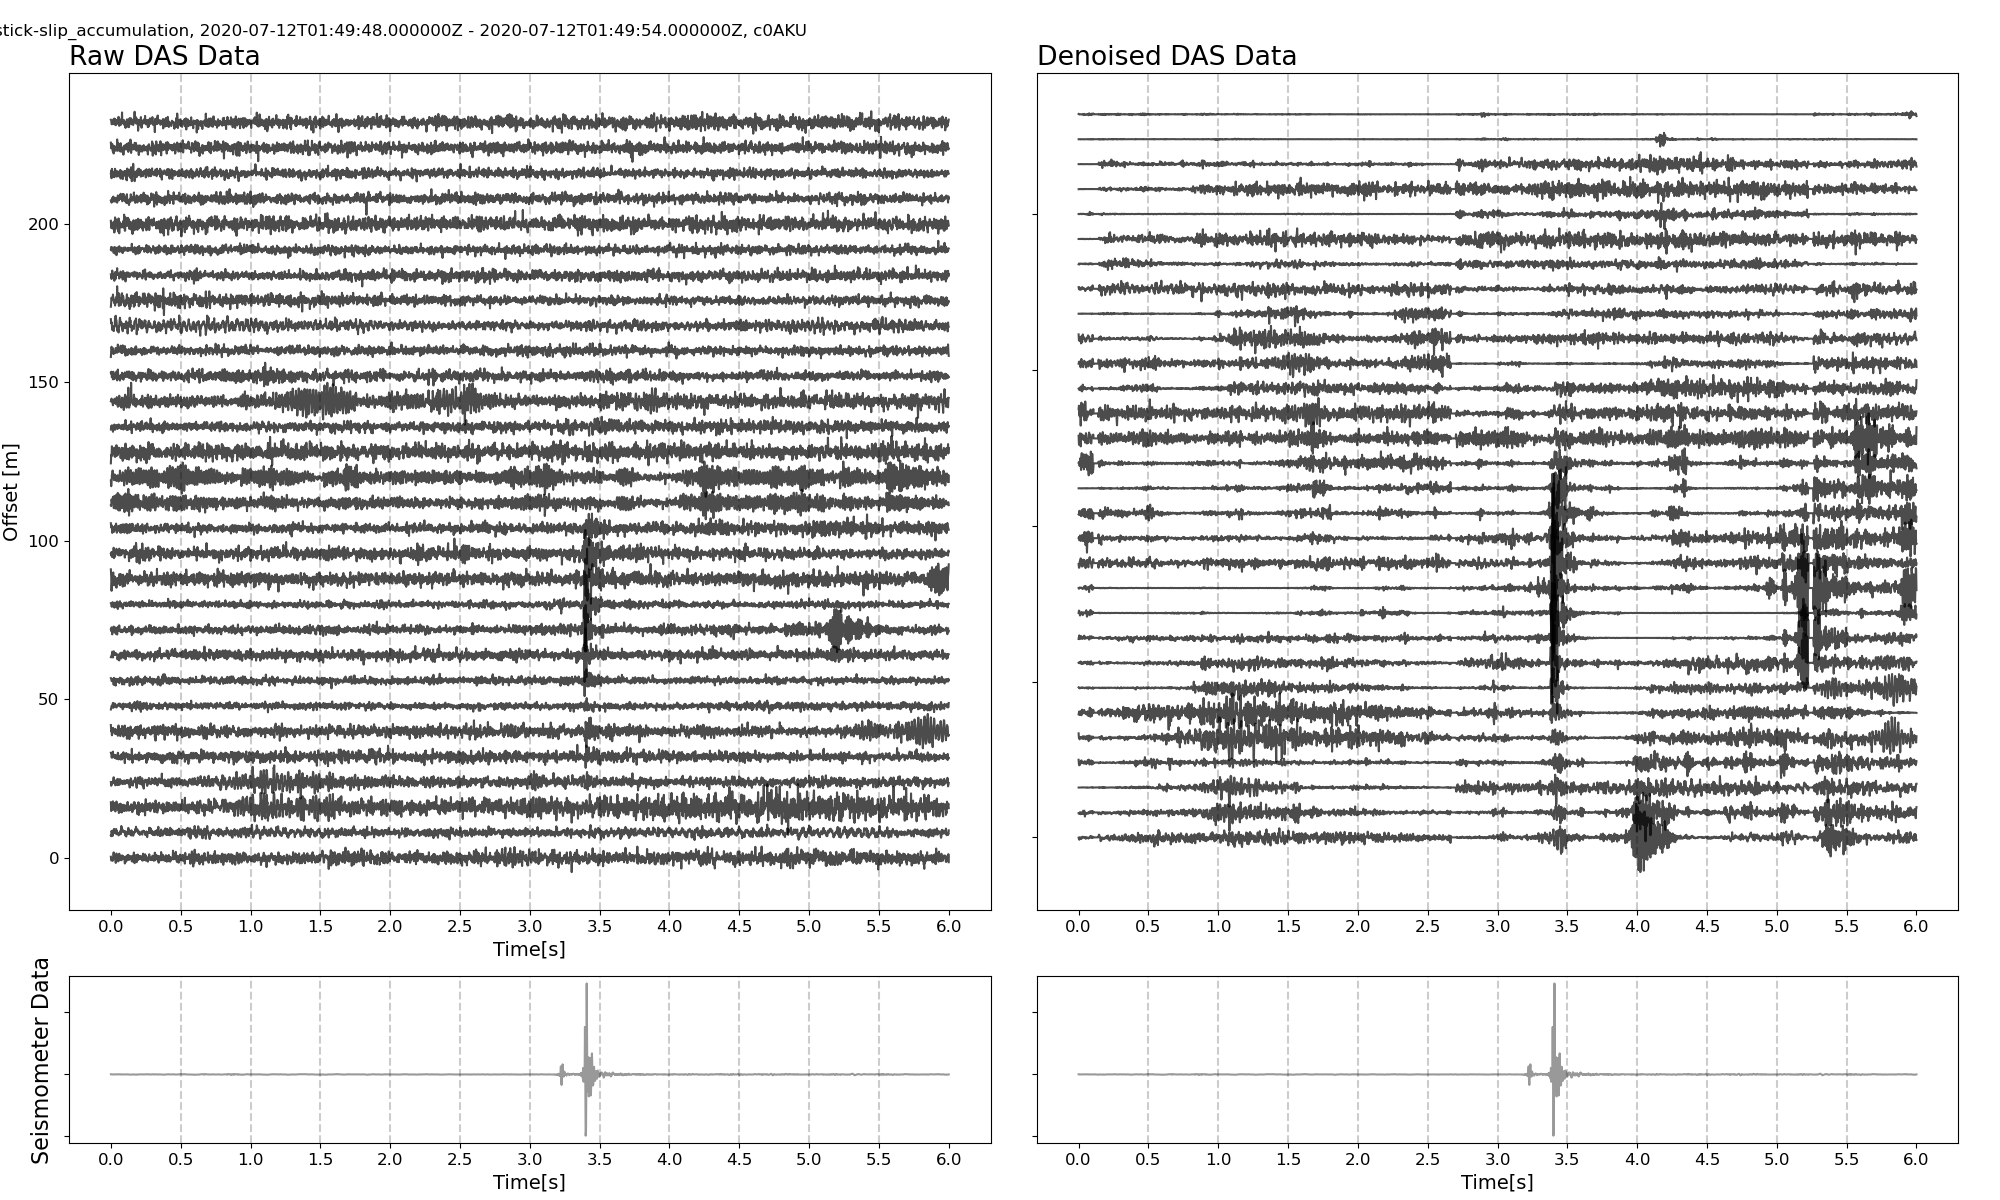 stick-slip_accumulation, 2020-07-12T01:49:48.000000Z - 2020-07-12T01:49:54.000000Z, c0AKU
Raw DAS Data
Denoised DAS Data
Offset [m]
200
150
100
50
0
0.0 0.5 1.0 1.5 2.0 2.5 3.0 3.5 4.0 4.5 5.0 5.5 6.0
Time[s]
0.0 0.5 1.0 1.5 2.0 2.5 3.0 3.5 4.0 4.5 5.0 5.5 6.0
Seismometer Data
0.0 0.5 1.0 1.5 2.0 2.5 3.0 3.5 4.0 4.5 5.0 5.5 6.0
Time[s]
0.0 0.5 1.0 1.5 2.0 2.5 3.0 3.5 4.0 4.5 5.0 5.5 6.0
Time[s]